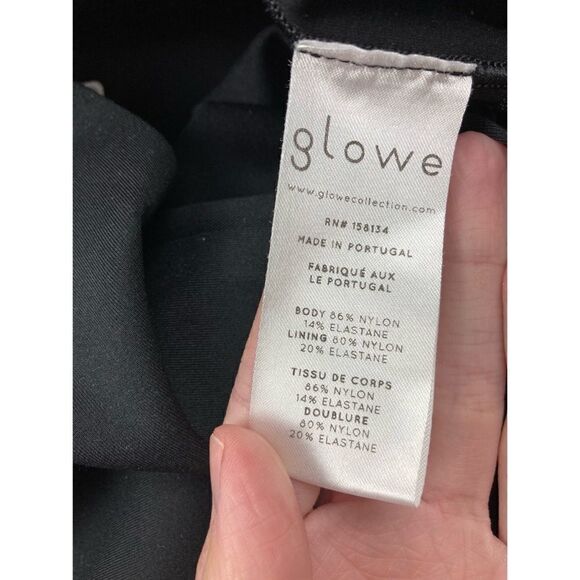 glowe
www.glowecollection.com
RN# 158134
MADE IN PORTUGAL
FABRIQUÉ AUX
LE PORTUGAL
BODY 86% NYLON
14% ELASTANE
LINING 80% NYLON
20% ELASTANE
TISSU DE CORPS
86% NYLON
14% ELASTANE
DOUBLURE
80% NYLON
20% ELASTANE